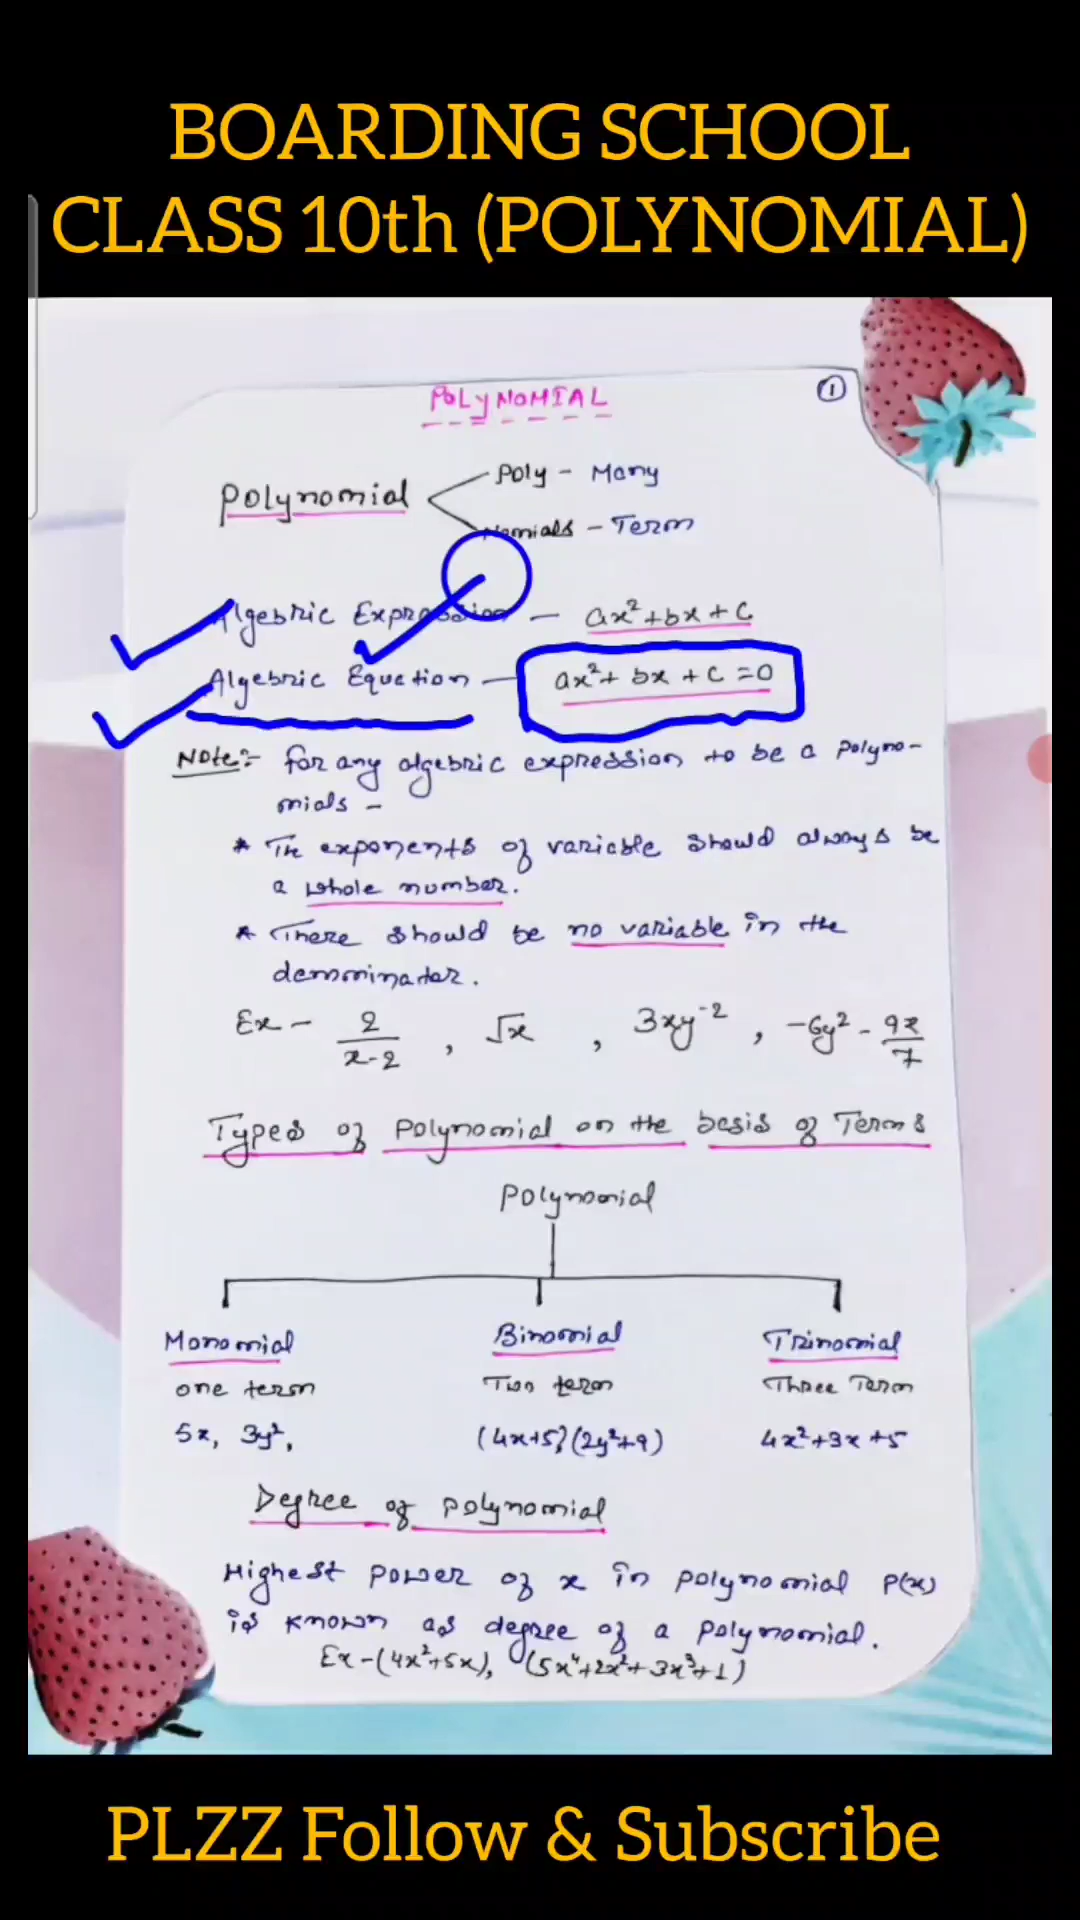 BOARDING SCHOOL
CLASS 10th (POLYNOMIAL)
POLYNOMIAL
1
Polynomial
Poly - Many
Nomials - Term
Algebric Expression - ax²+bx+c
Algebric Equation - ax²+bx+c=0
Note:- For any algebric expression to be a polyno-
mials -
* The exponents of variable should always be
a whole number.
* There should be no variable in the
demminater.
Ex - 2/(x-2) , √x , 3xy⁻² , -6y² - 9x/7
Types of polynomial on the basis of Terms
Polynomial
Monomial Binomial Trinomial
one term Two term Three Term
5x, 3y², (4x+5)(2y²+9) 4x²+3x+5
Degree of polynomial
Highest power of x in polynomial P(x)
is known as degree of a polynomial.
Ex-(4x²+5x), (5x⁴+2x²+3x³+1)
PLZZ Follow & Subscribe